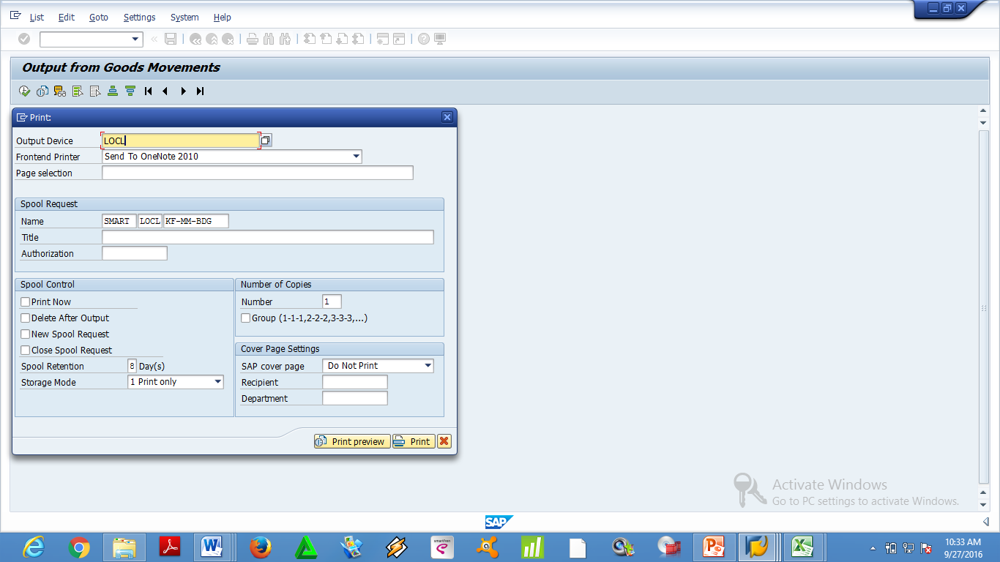 List Edit Goto Settings System Help
Output from Goods Movements
Print:
Output Device LOCL
Frontend Printer Send To OneNote 2010
Page selection
Spool Request
Name SMART LOCL KF-MM-BDG
Title
Authorization
Spool Control
Print Now
Delete After Output
New Spool Request
Close Spool Request
Spool Retention 8 Day(s)
Storage Mode 1 Print only
Number of Copies
Number 1
Group (1-1-1,2-2-2,3-3-3,...)
Cover Page Settings
SAP cover page Do Not Print
Recipient
Department
Print preview Print
Activate Windows
Go to PC settings to activate Windows.
SAP
smartfren
10:33 AM
9/27/2016